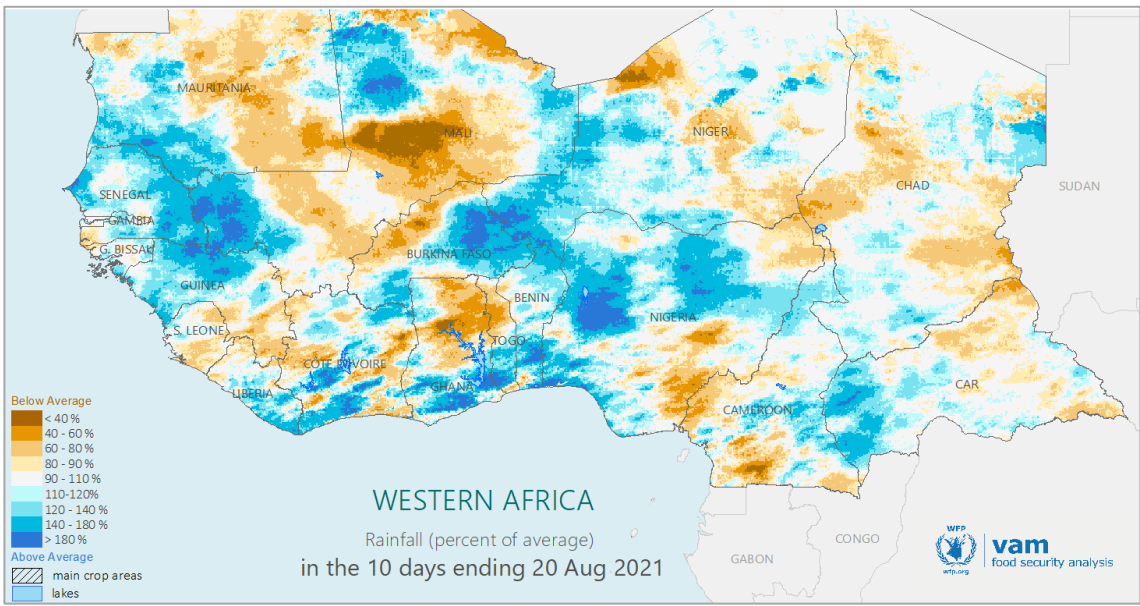 MAURITANIA
MALI
NIGER
CHAD
SUDAN
SENEGAL
GAMBIA
G. BISSAU
BURKINA FASO
GUINEA
BENIN
NIGERIA
S. LEONE
TOGO
CÔTE D'IVOIRE
GHANA
LIBERIA
CAMEROON
CAR
GABON
CONGO
Below Average
< 40 %
40 - 60 %
60 - 80 %
80 - 90 %
90 - 110 %
110-120%
120 - 140 %
140 - 180 %
> 180 %
Above Average
main crop areas
lakes
WESTERN AFRICA
Rainfall (percent of average)
in the 10 days ending 20 Aug 2021
WFP
wfp.org
vam
food security analysis